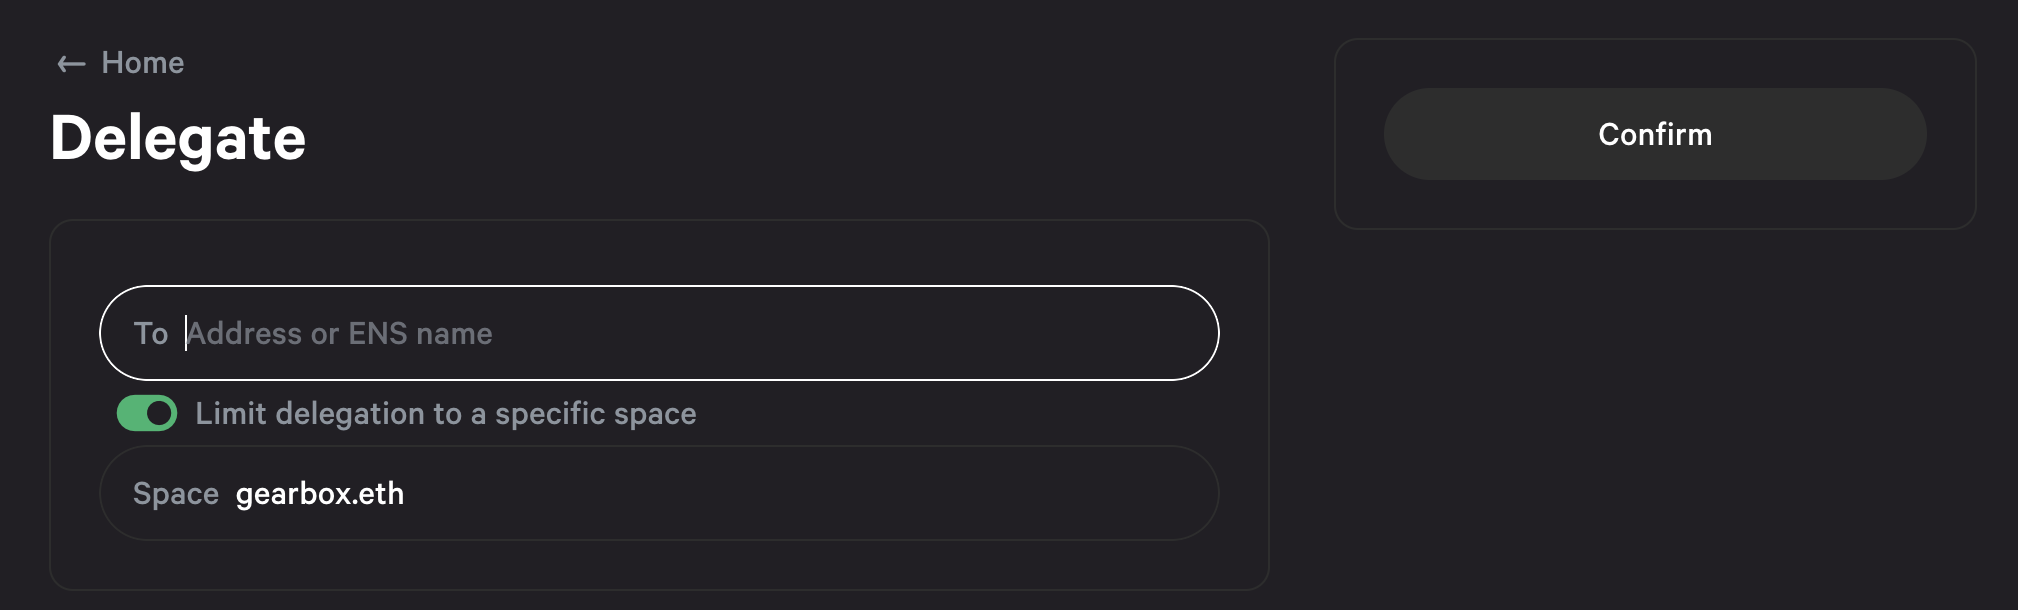 ← Home
Delegate
Confirm
To Address or ENS name
Limit delegation to a specific space
Space gearbox.eth